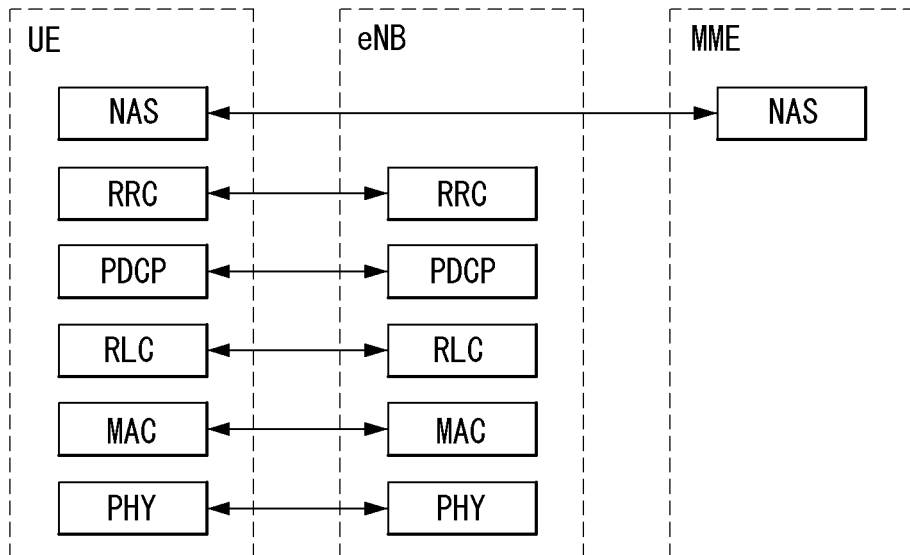 UE
eNB
MME
NAS
NAS
RRC
RRC
PDCP
PDCP
RLC
RLC
MAC
MAC
PHY
PHY